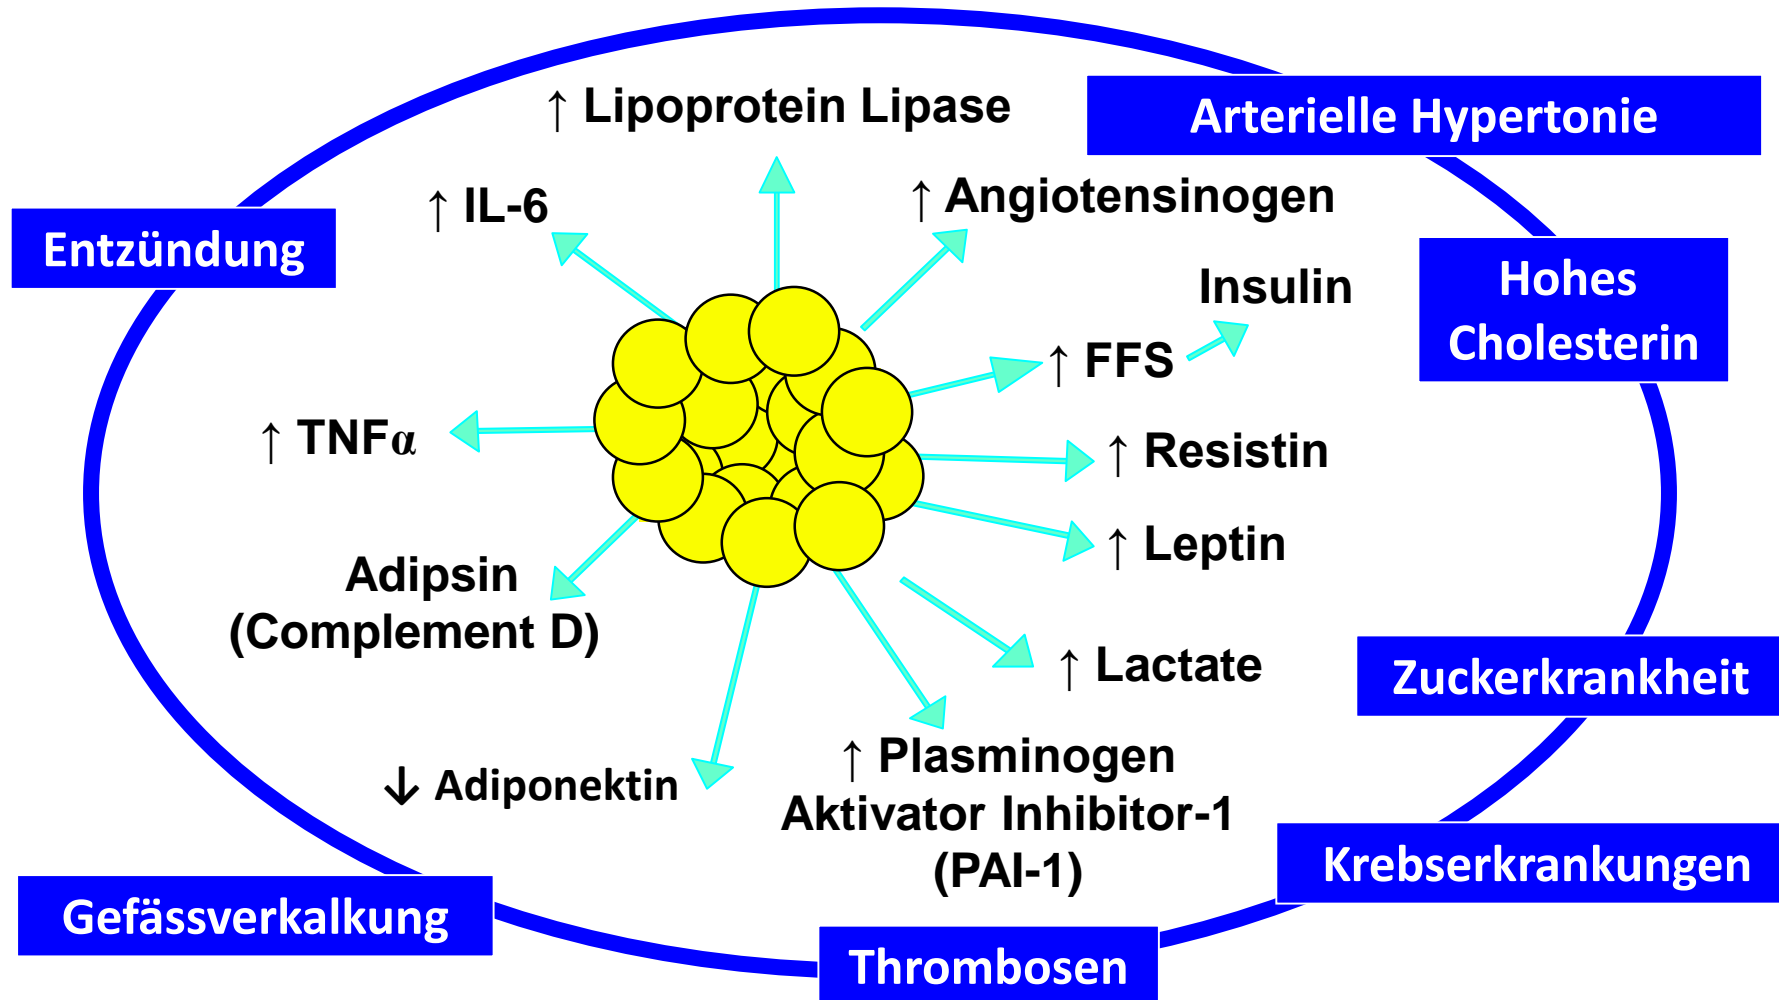 ↑ Lipoprotein Lipase
Arterielle Hypertonie
↑ IL-6
↑ Angiotensinogen
Entzündung
Insulin
Hohes
Cholesterin
↑ FFS
↑ TNFα
↑ Resistin
↑ Leptin
Adipsin
(Complement D)
↑ Lactate
Zuckerkrankheit
↓ Adiponektin
↑ Plasminogen
Aktivator Inhibitor-1
(PAI-1)
Krebserkrankungen
Gefässverkalkung
Thrombosen